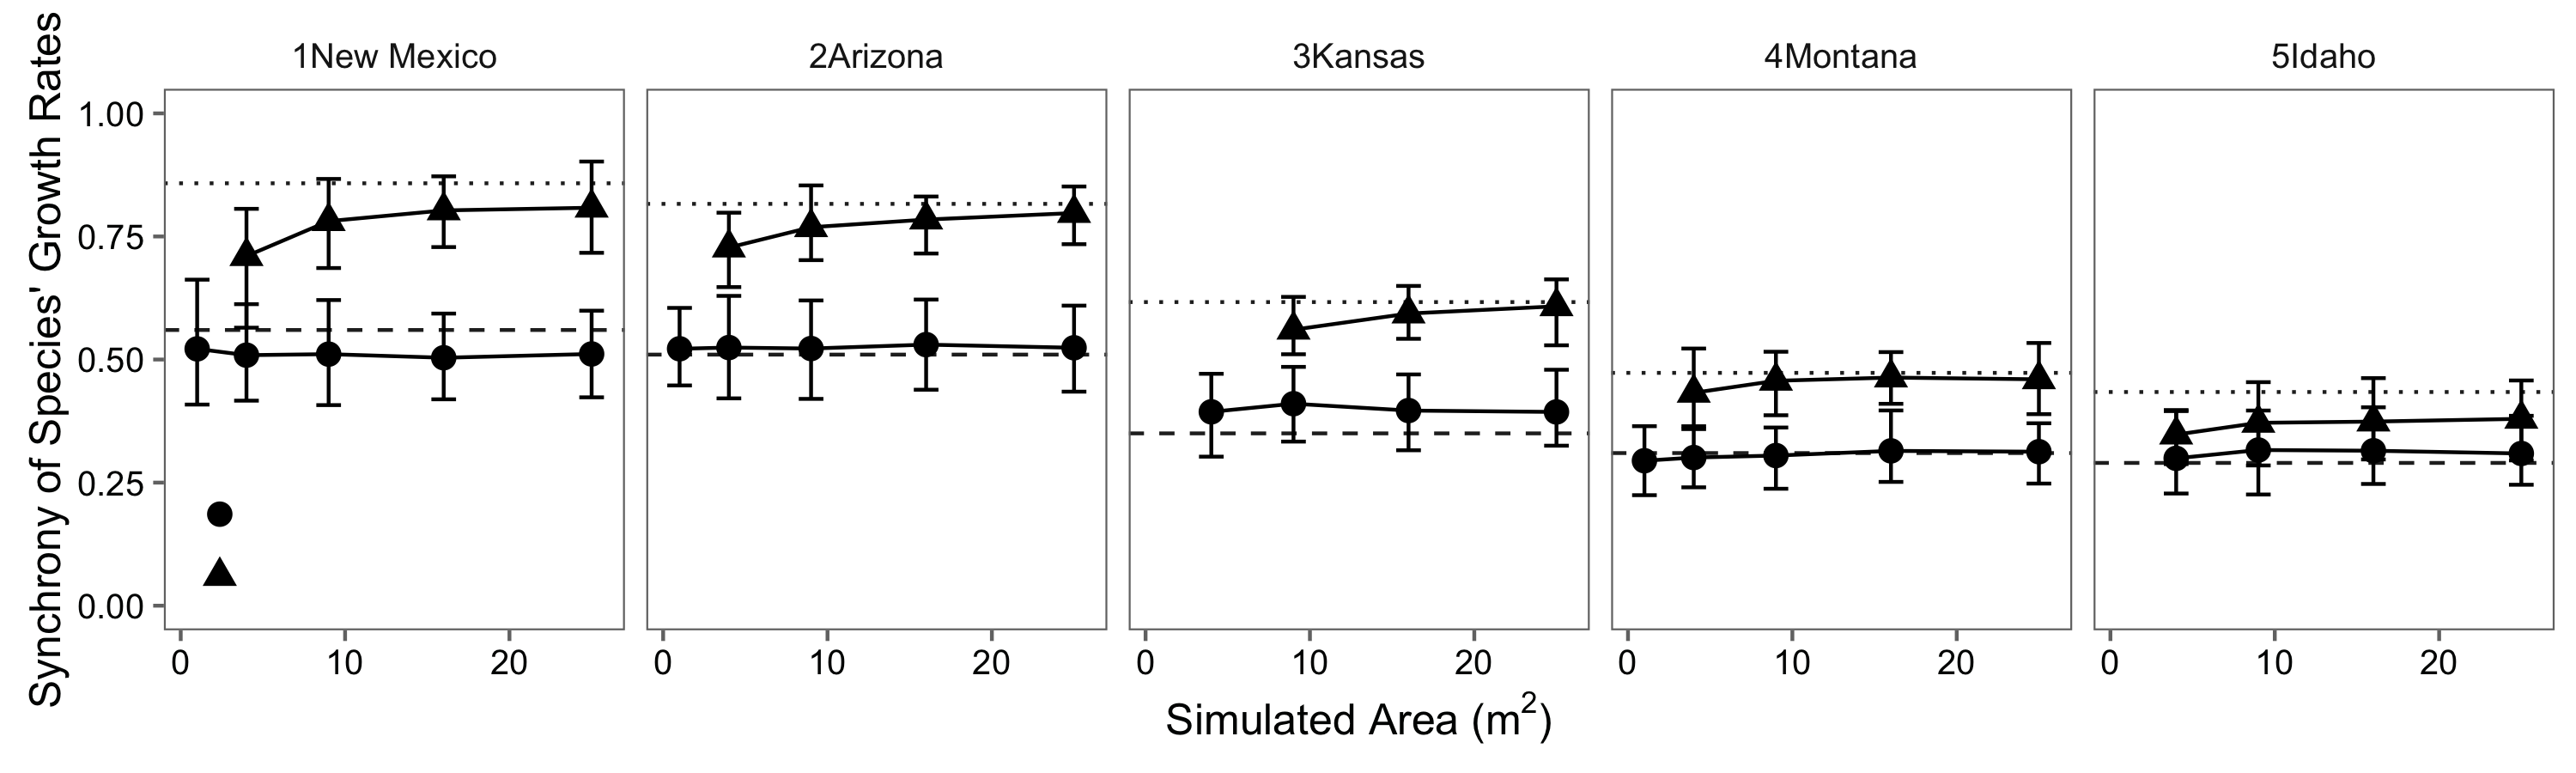 Synchrony of Species' Growth Rates
1New Mexico
2Arizona
3Kansas
4Montana
5Idaho
1.00
0.75
0.50
0.25
0.00
0 10 20
0 10 20
0 10 20
0 10 20
0 10 20
Simulated Area (m²)